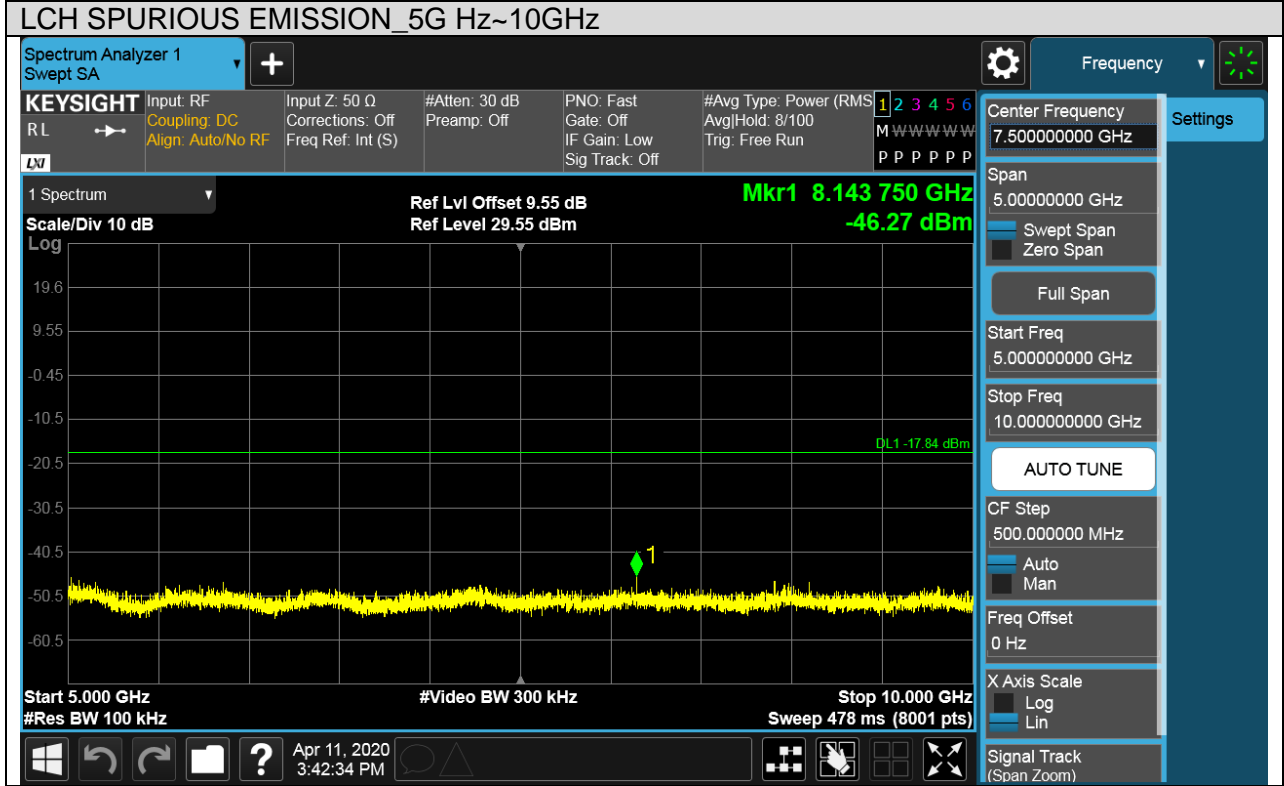 LCH SPURIOUS EMISSION_5G Hz~10GHz
Spectrum Analyzer 1
Swept SA
Frequency
KEYSIGHT
RL
LXI
Input: RF
Coupling: DC
Align: Auto/No RF
Input Z: 50 Ω
Corrections: Off
Freq Ref: Int (S)
#Atten: 30 dB
Preamp: Off
PNO: Fast
Gate: Off
IF Gain: Low
Sig Track: Off
#Avg Type: Power (RMS
Avg|Hold: 8/100
Trig: Free Run
1 2 3 4 5 6
M W W W W W
P P P P P P
1 Spectrum
Scale/Div 10 dB
Ref Lvl Offset 9.55 dB
Ref Level 29.55 dBm
Mkr1 8.143 750 GHz
-46.27 dBm
Log
19.6
9.55
-0.45
-10.5
DL1 -17.84 dBm
-20.5
-30.5
-40.5
1
-50.5
-60.5
Start 5.000 GHz
#Video BW 300 kHz
Stop 10.000 GHz
#Res BW 100 kHz
Sweep 478 ms (8001 pts)
Apr 11, 2020
3:42:34 PM
Center Frequency
7.500000000 GHz
Settings
Span
5.00000000 GHz
Swept Span
Zero Span
Full Span
Start Freq
5.000000000 GHz
Stop Freq
10.000000000 GHz
AUTO TUNE
CF Step
500.000000 MHz
Auto
Man
Freq Offset
0 Hz
X Axis Scale
Log
Lin
Signal Track
(Span Zoom)